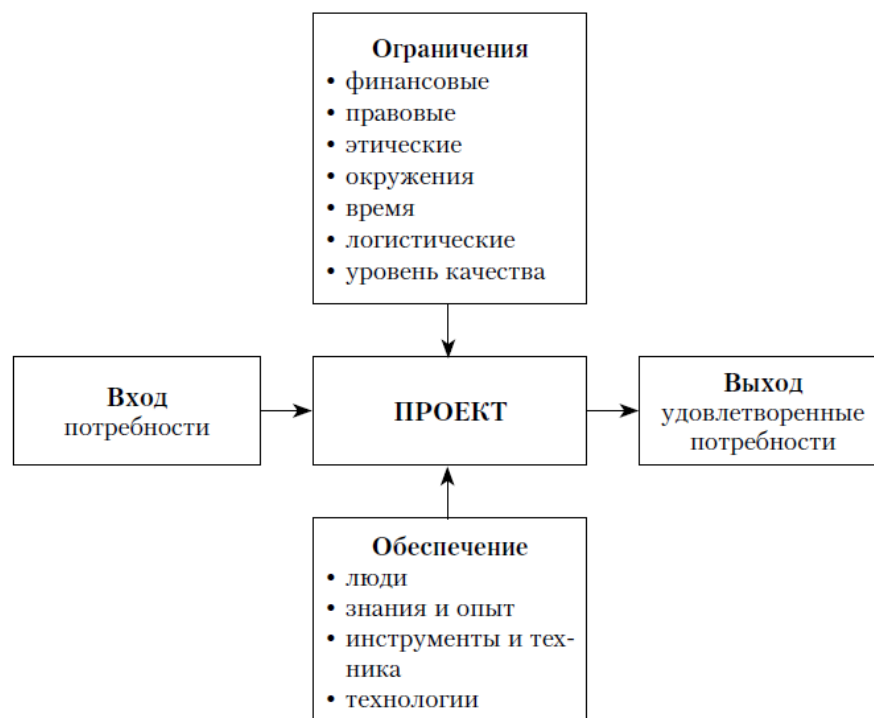 Ограничения
• финансовые
• правовые
• этические
• окружения
• время
• логистические
• уровень качества
Вход
потребности
ПРОЕКТ
Выход
удовлетворенные
потребности
Обеспечение
• люди
• знания и опыт
• инструменты и тех-
ника
• технологии